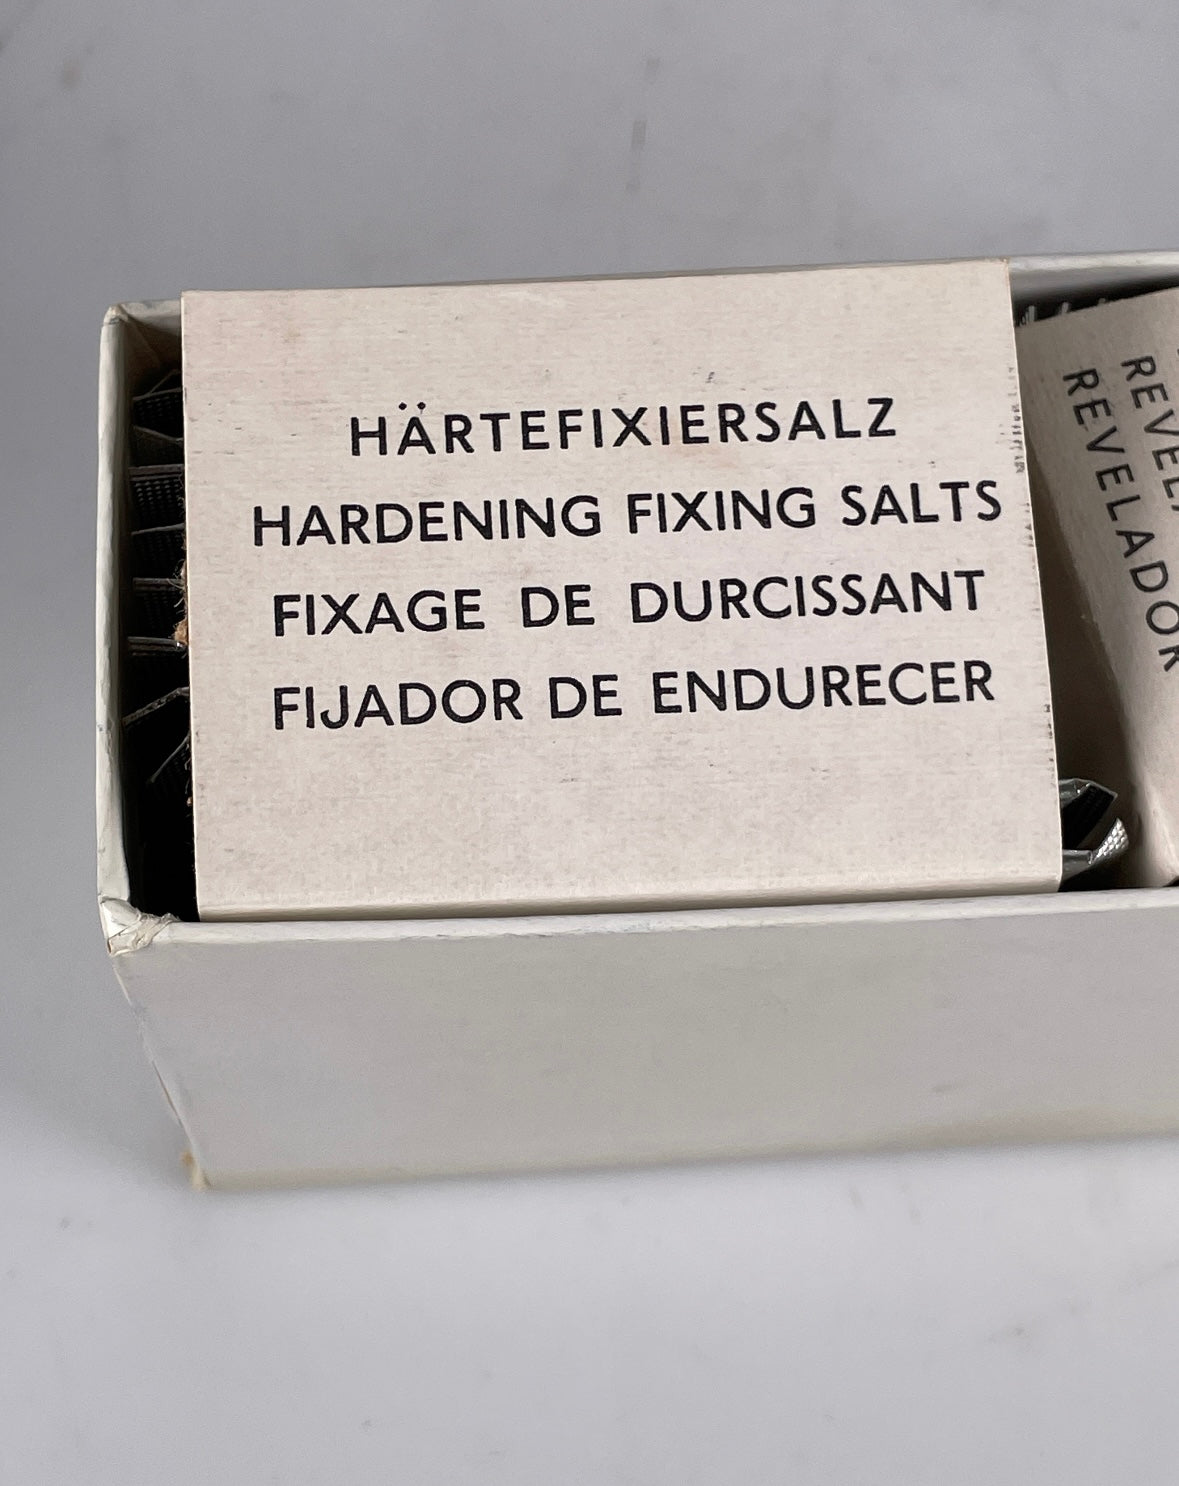 HÄRTEFIXIERSALZ
HARDENING FIXING SALTS
FIXAGE DE DURCISSANT
FIJADOR DE ENDURECER
REVELADOR